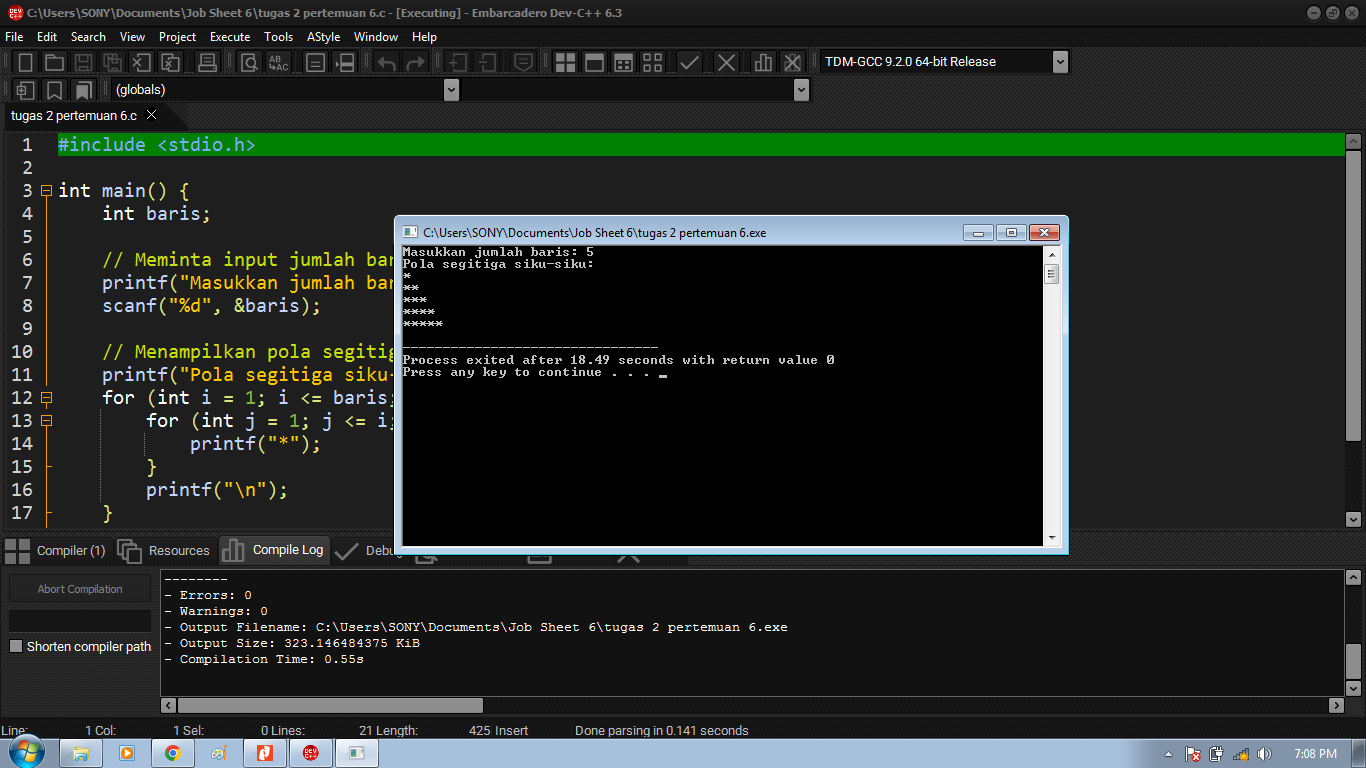 C:\Users\SONY\Documents\Job Sheet 6\tugas 2 pertemuan 6.c - [Executing] - Embarcadero Dev-C++ 6.3
File Edit Search View Project Execute Tools AStyle Window Help
TDM-GCC 9.2.0 64-bit Release
(globals)
tugas 2 pertemuan 6.c
1 #include <stdio.h>
2
3 int main() {
4 int baris;
5
6 // Meminta input jumlah bar
7 printf("Masukkan jumlah bar
8 scanf("%d", &baris);
9
10 // Menampilkan pola segitig
11 printf("Pola segitiga siku-
12 for (int i = 1; i <= baris;
13 for (int j = 1; j <= i;
14 printf("*");
15 }
16 printf("\n");
17 }
C:\Users\SONY\Documents\Job Sheet 6\tugas 2 pertemuan 6.exe
Masukkan jumlah baris: 5
Pola segitiga siku-siku:
*
**
***
****
*****
--------------------------------
Process exited after 18.49 seconds with return value 0
Press any key to continue . . .
Compiler (1) Resources Compile Log Debu
Abort Compilation
Shorten compiler path
--------
- Errors: 0
- Warnings: 0
- Output Filename: C:\Users\SONY\Documents\Job Sheet 6\tugas 2 pertemuan 6.exe
- Output Size: 323.146484375 KiB
- Compilation Time: 0.55s
Line: 1 Col: 1 Sel: 0 Lines: 21 Length: 425 Insert Done parsing in 0.141 seconds
7:08 PM